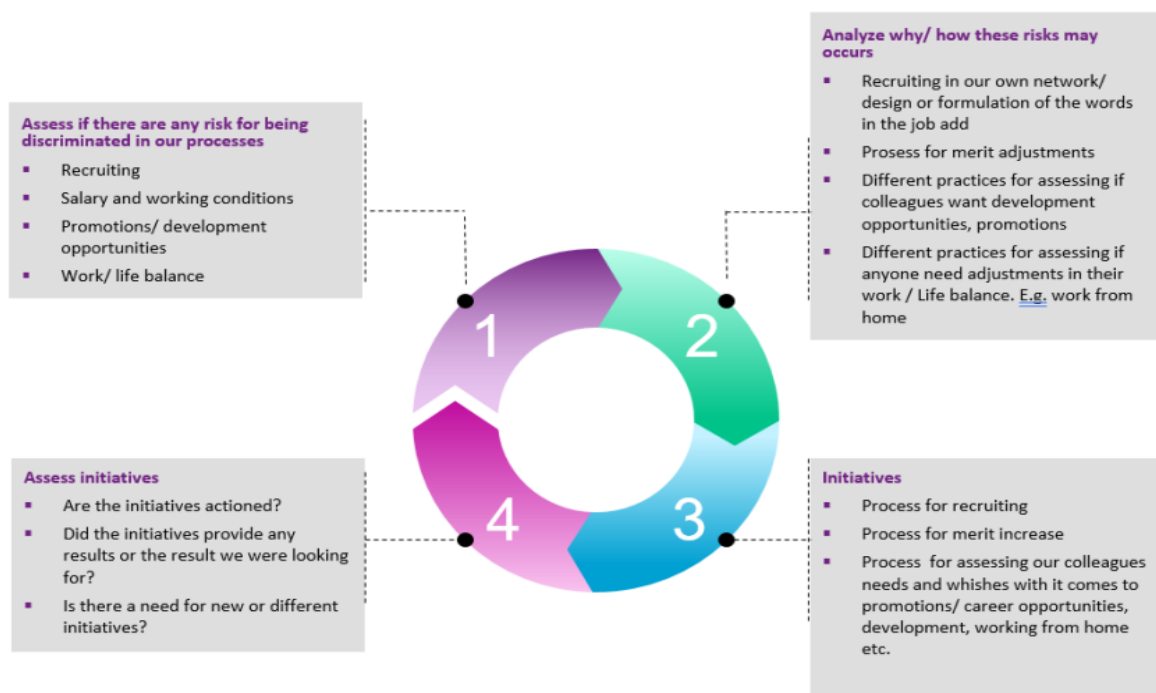 Assess if there are any risk for being
discriminated in our processes
▪ Recruiting
▪ Salary and working conditions
▪ Promotions/ development
opportunities
▪ Work/ life balance
Analyze why/ how these risks may
occurs
▪ Recruiting in our own network/
design or formulation of the words
in the job add
▪ Prosess for merit adjustments
▪ Different practices for assessing if
colleagues want development
opportunities, promotions
▪ Different practices for assessing if
anyone need adjustments in their
work / Life balance. E.g. work from
home
1
2
3
4
Assess initiatives
▪ Are the initiatives actioned?
▪ Did the initiatives provide any
results or the result we were looking
for?
▪ Is there a need for new or different
initiatives?
Initiatives
▪ Process for recruiting
▪ Process for merit increase
▪ Process for assessing our colleagues
needs and whishes with it comes to
promotions/ career opportunities,
development, working from home
etc.